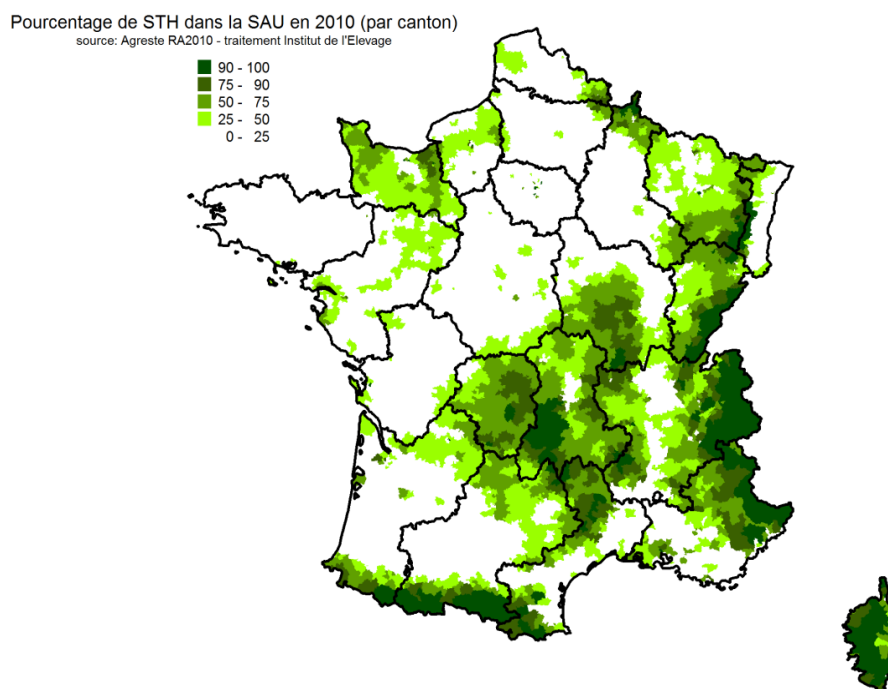 Pourcentage de STH dans la SAU en 2010 (par canton)
source: Agreste RA2010 - traitement Institut de l'Elevage
90 - 100
75 - 90
50 - 75
25 - 50
0 - 25